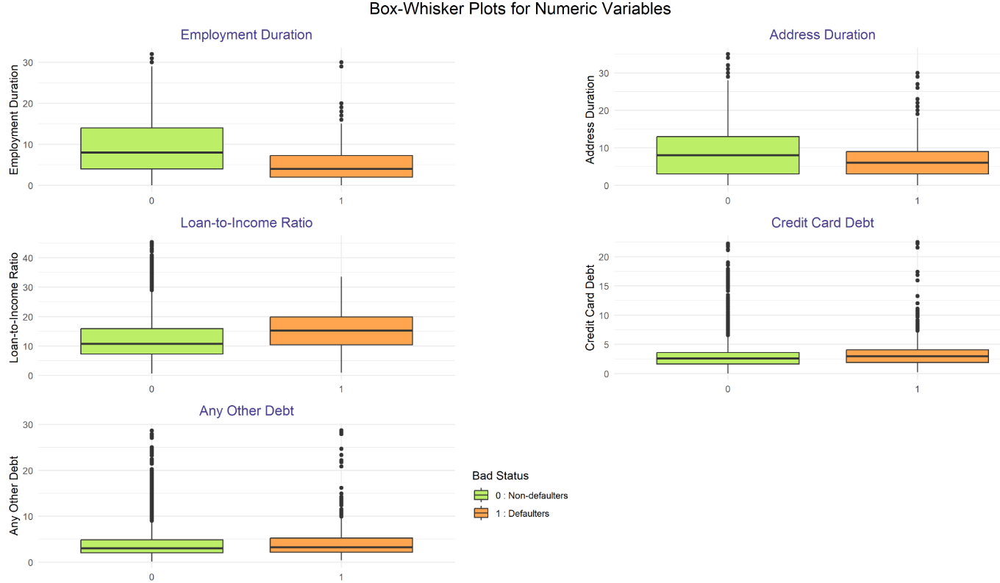 Box-Whisker Plots for Numeric Variables
Employment Duration
Employment Duration
30
20
10
0
0 1
Address Duration
Address Duration
30
20
10
0
0 1
Loan-to-Income Ratio
Loan-to-Income Ratio
40
30
20
10
0
0 1
Credit Card Debt
Credit Card Debt
20
15
10
5
0
0 1
Any Other Debt
Any Other Debt
30
20
10
0
0 1
Bad Status
0 : Non-defaulters
1 : Defaulters